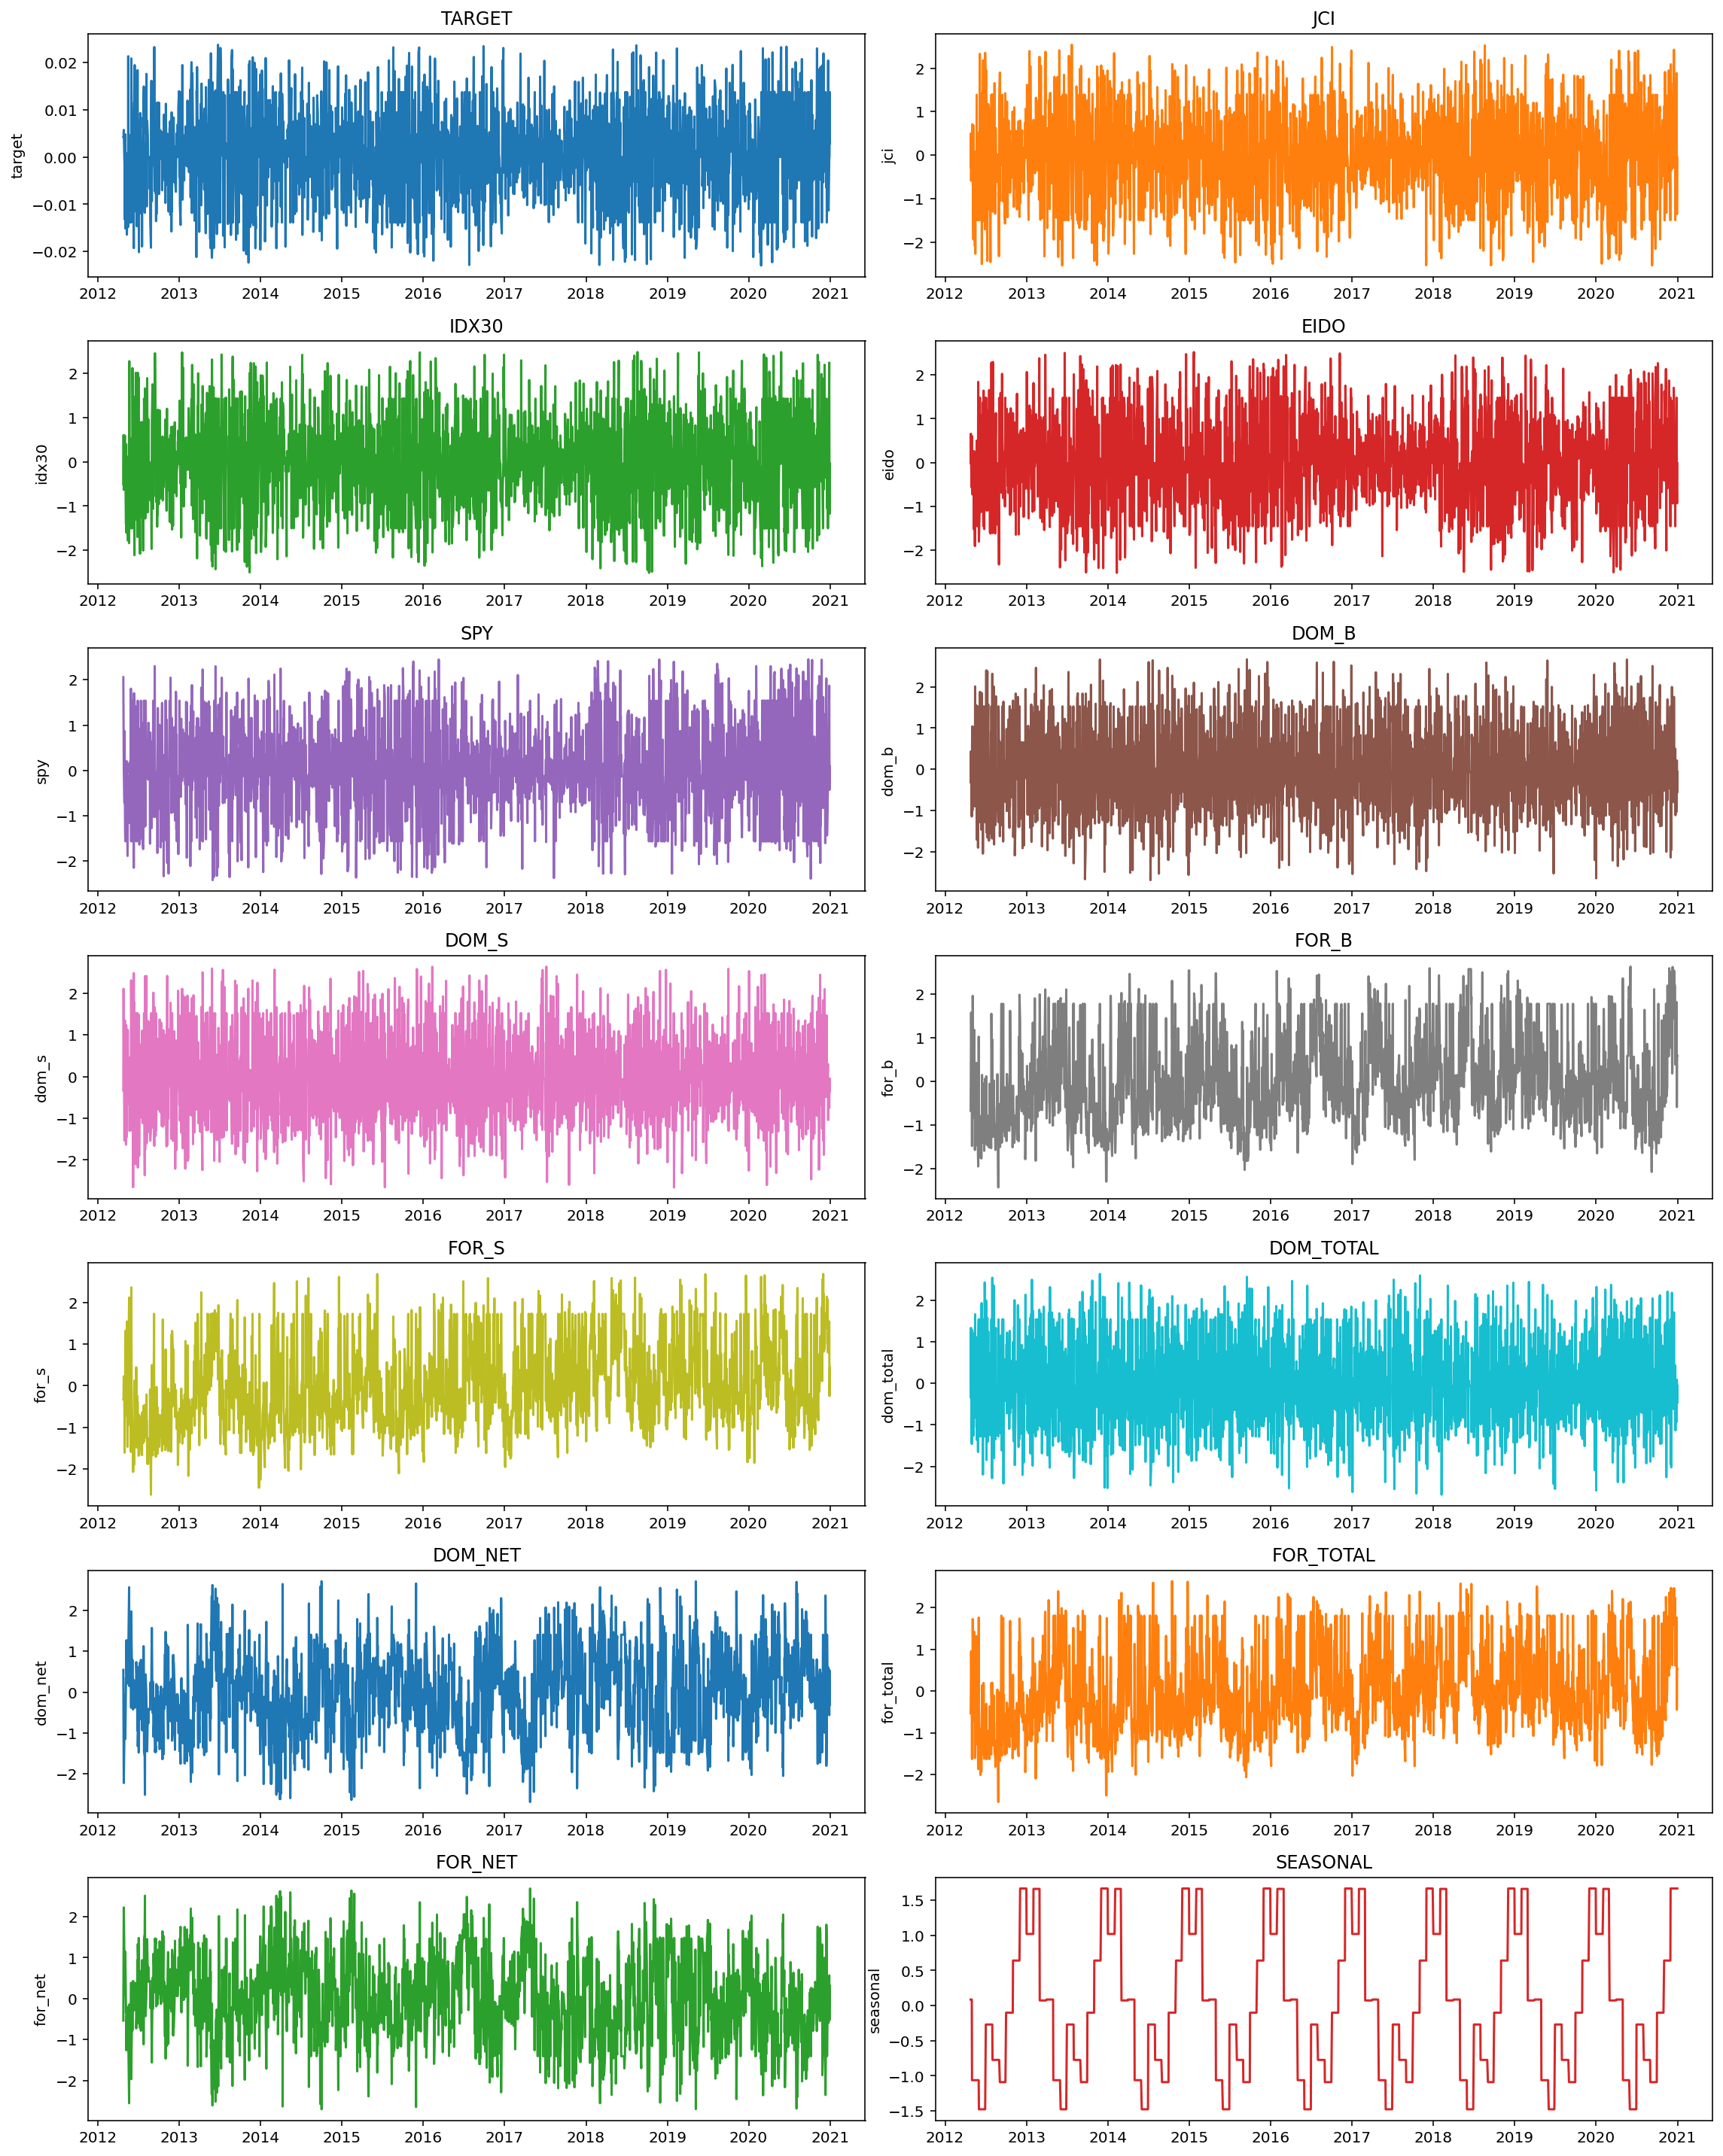 TARGET
target
0.02
0.01
0.00
−0.01
−0.02
2012 2013 2014 2015 2016 2017 2018 2019 2020 2021
JCI
jci
2
1
0
−1
−2
2012 2013 2014 2015 2016 2017 2018 2019 2020 2021
IDX30
idx30
2
1
0
−1
−2
2012 2013 2014 2015 2016 2017 2018 2019 2020 2021
EIDO
eido
2
1
0
−1
−2
2012 2013 2014 2015 2016 2017 2018 2019 2020 2021
SPY
spy
2
1
0
−1
−2
2012 2013 2014 2015 2016 2017 2018 2019 2020 2021
DOM_B
dom_b
2
1
0
−1
−2
2012 2013 2014 2015 2016 2017 2018 2019 2020 2021
DOM_S
dom_s
2
1
0
−1
−2
2012 2013 2014 2015 2016 2017 2018 2019 2020 2021
FOR_B
for_b
2
1
0
−1
−2
2012 2013 2014 2015 2016 2017 2018 2019 2020 2021
FOR_S
for_s
2
1
0
−1
−2
2012 2013 2014 2015 2016 2017 2018 2019 2020 2021
DOM_TOTAL
dom_total
2
1
0
−1
−2
2012 2013 2014 2015 2016 2017 2018 2019 2020 2021
DOM_NET
dom_net
2
1
0
−1
−2
2012 2013 2014 2015 2016 2017 2018 2019 2020 2021
FOR_TOTAL
for_total
2
1
0
−1
−2
2012 2013 2014 2015 2016 2017 2018 2019 2020 2021
FOR_NET
for_net
2
1
0
−1
−2
2012 2013 2014 2015 2016 2017 2018 2019 2020 2021
SEASONAL
seasonal
1.5
1.0
0.5
0.0
−0.5
−1.0
−1.5
2012 2013 2014 2015 2016 2017 2018 2019 2020 2021